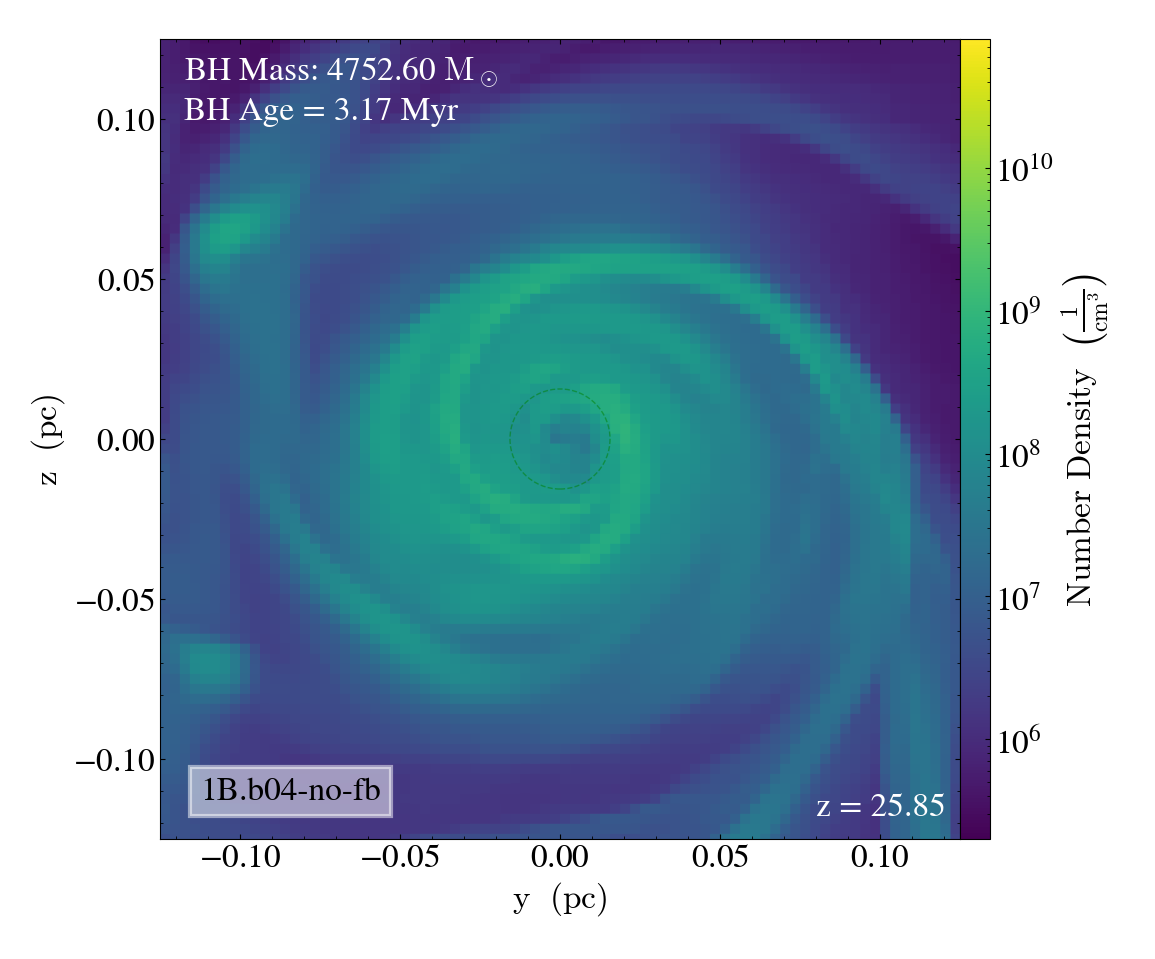 BH Mass: 4752.60 M⊙
BH Age = 3.17 Myr
0.10
0.05
0.00
−0.05
−0.10
z (pc)
1B.b04-no-fb
z = 25.85
−0.10 −0.05 0.00 0.05 0.10
y (pc)
10¹⁰
10⁹
10⁸
10⁷
10⁶
Number Density (1/cm³)